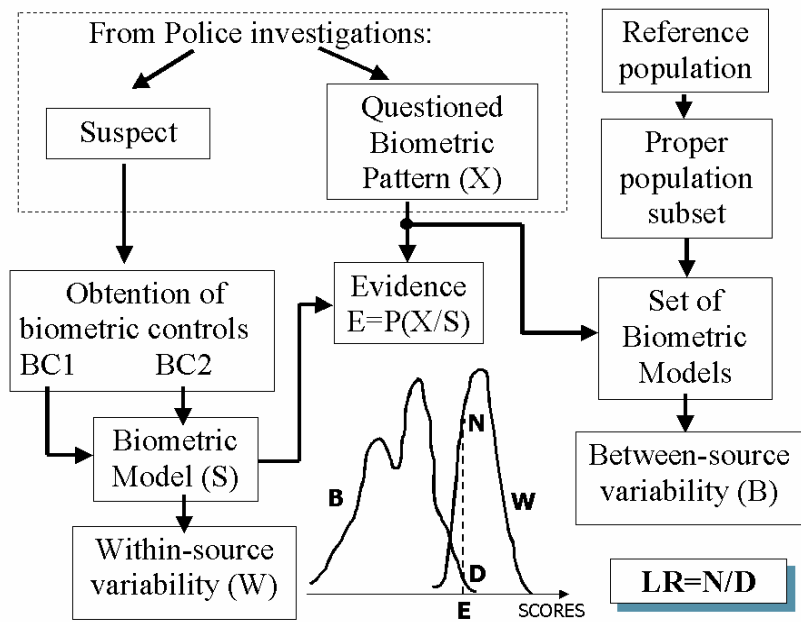 From Police investigations:
Suspect
Questioned
Biometric
Pattern (X)
Reference
population
Proper
population
subset
Obtention of
biometric controls
BC1 BC2
Evidence
E=P(X/S)
Set of
Biometric
Models
Biometric
Model (S)
Between-source
variability (B)
Within-source
variability (W)
B
N
W
D
E
SCORES
LR=N/D